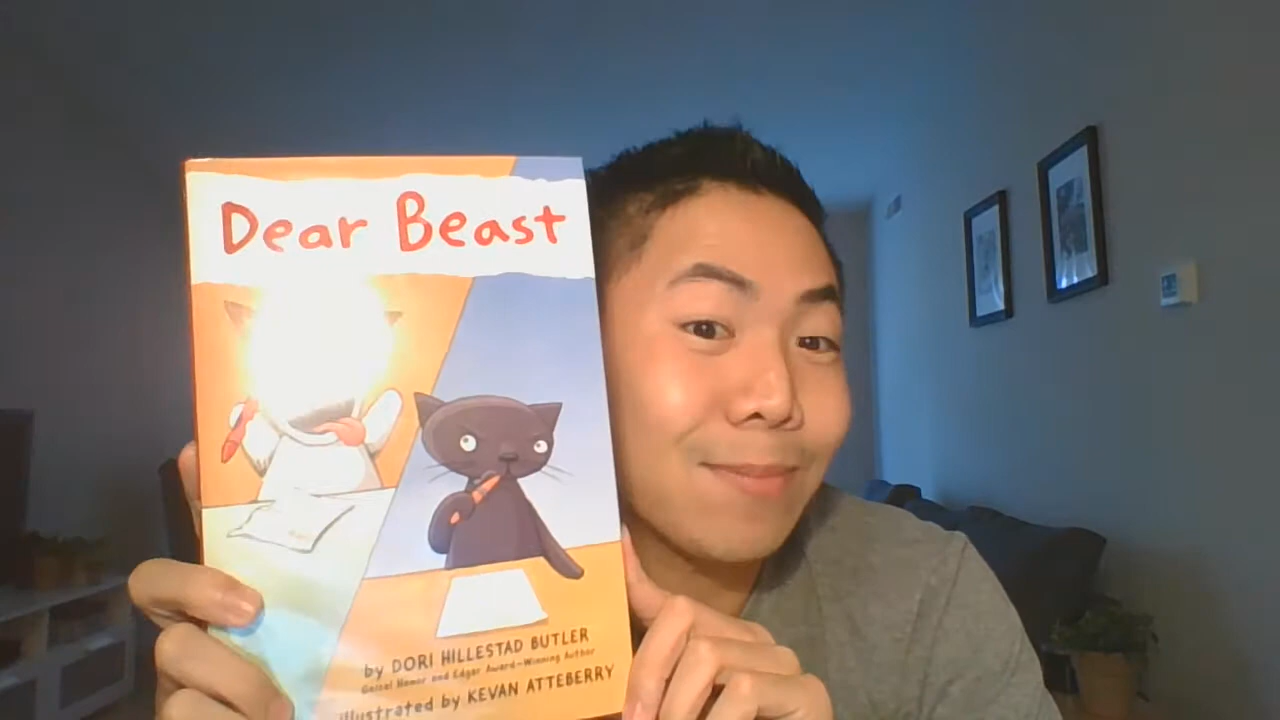 Dear Beast
by DORI HILLESTAD BUTLER
Geisel Honor and Edgar Award–Winning Author
illustrated by KEVAN ATTEBERRY